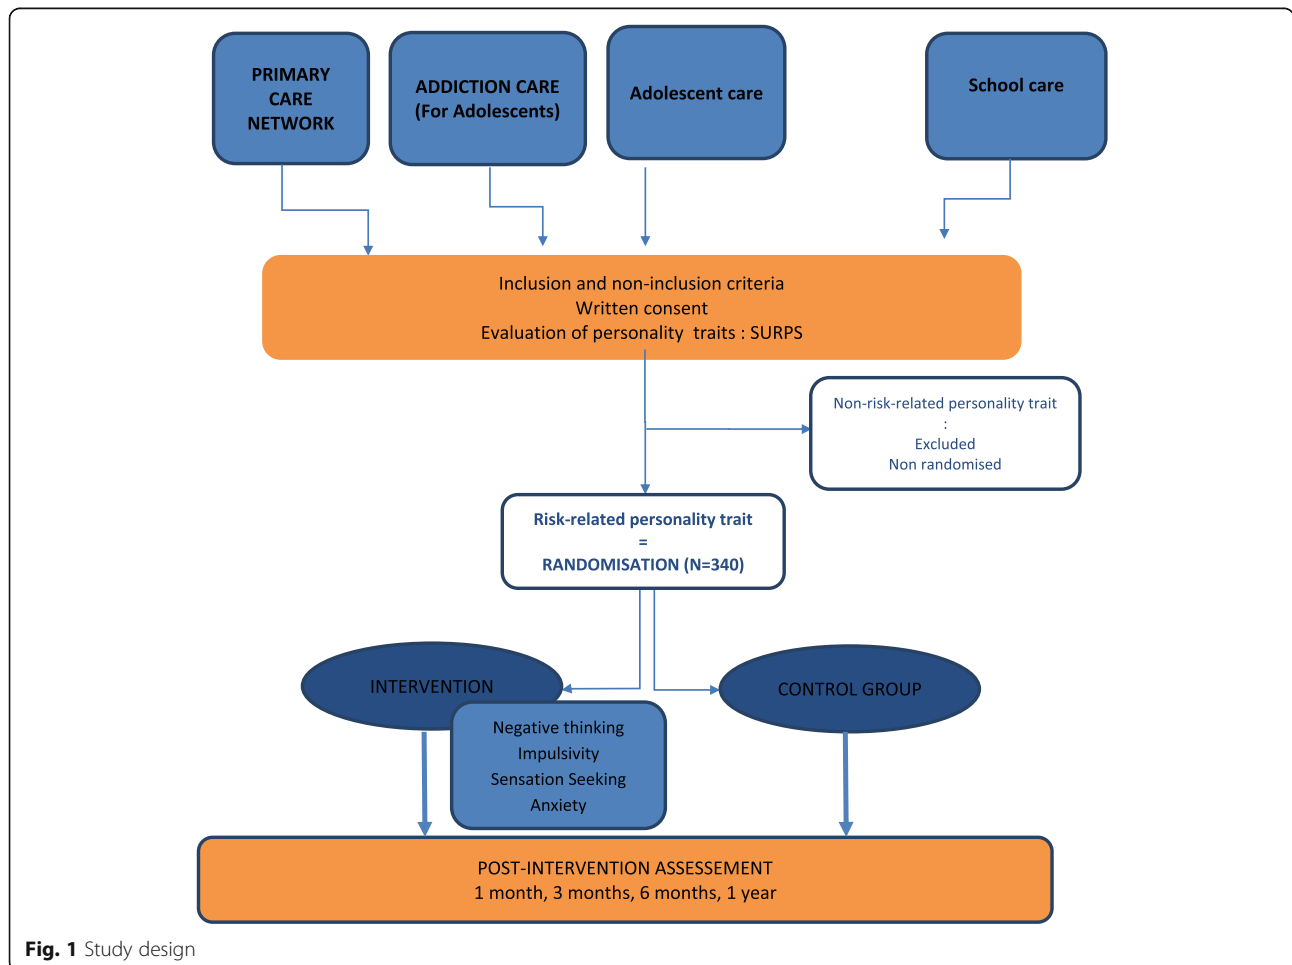 PRIMARY
CARE
NETWORK
ADDICTION CARE
(For Adolescents)
Adolescent care
School care
Inclusion and non-inclusion criteria
Written consent
Evaluation of personality traits : SURPS
Non-risk-related personality trait
:
Excluded
Non randomised
Risk-related personality trait
=
RANDOMISATION (N=340)
INTERVENTION
CONTROL GROUP
Negative thinking
Impulsivity
Sensation Seeking
Anxiety
POST-INTERVENTION ASSESSEMENT
1 month, 3 months, 6 months, 1 year
Fig. 1 Study design